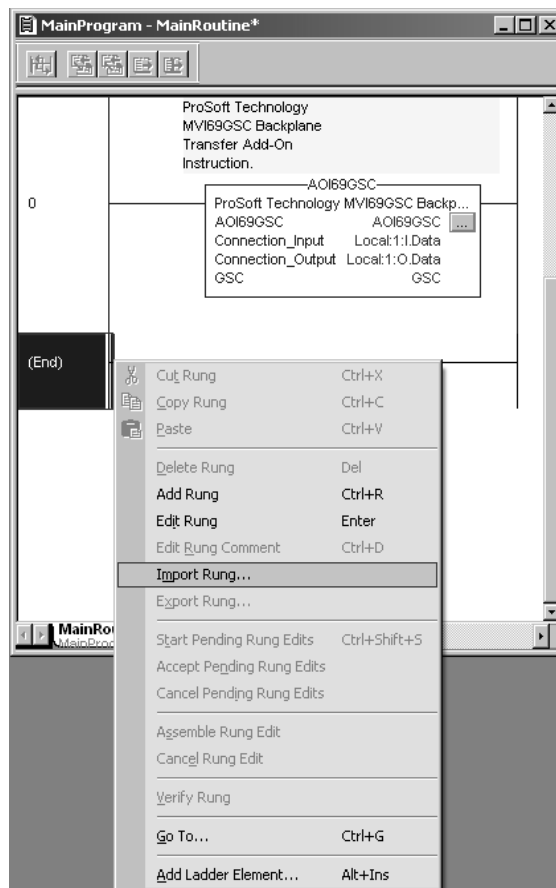 MainProgram - MainRoutine*
ProSoft Technology
MVI69GSC Backplane
Transfer Add-On
Instruction.
AOI69GSC
0
ProSoft Technology MVI69GSC Backp...
AOI69GSC AOI69GSC ...
Connection_Input Local:1:I.Data
Connection_Output Local:1:O.Data
GSC GSC
(End)
Cut Rung Ctrl+X
Copy Rung Ctrl+C
Paste Ctrl+V
Delete Rung Del
Add Rung Ctrl+R
Edit Rung Enter
Edit Rung Comment Ctrl+D
Import Rung...
Export Rung...
MainRou
MainProg
Start Pending Rung Edits Ctrl+Shift+S
Accept Pending Rung Edits
Cancel Pending Rung Edits
Assemble Rung Edit
Cancel Rung Edit
Verify Rung
Go To... Ctrl+G
Add Ladder Element... Alt+Ins